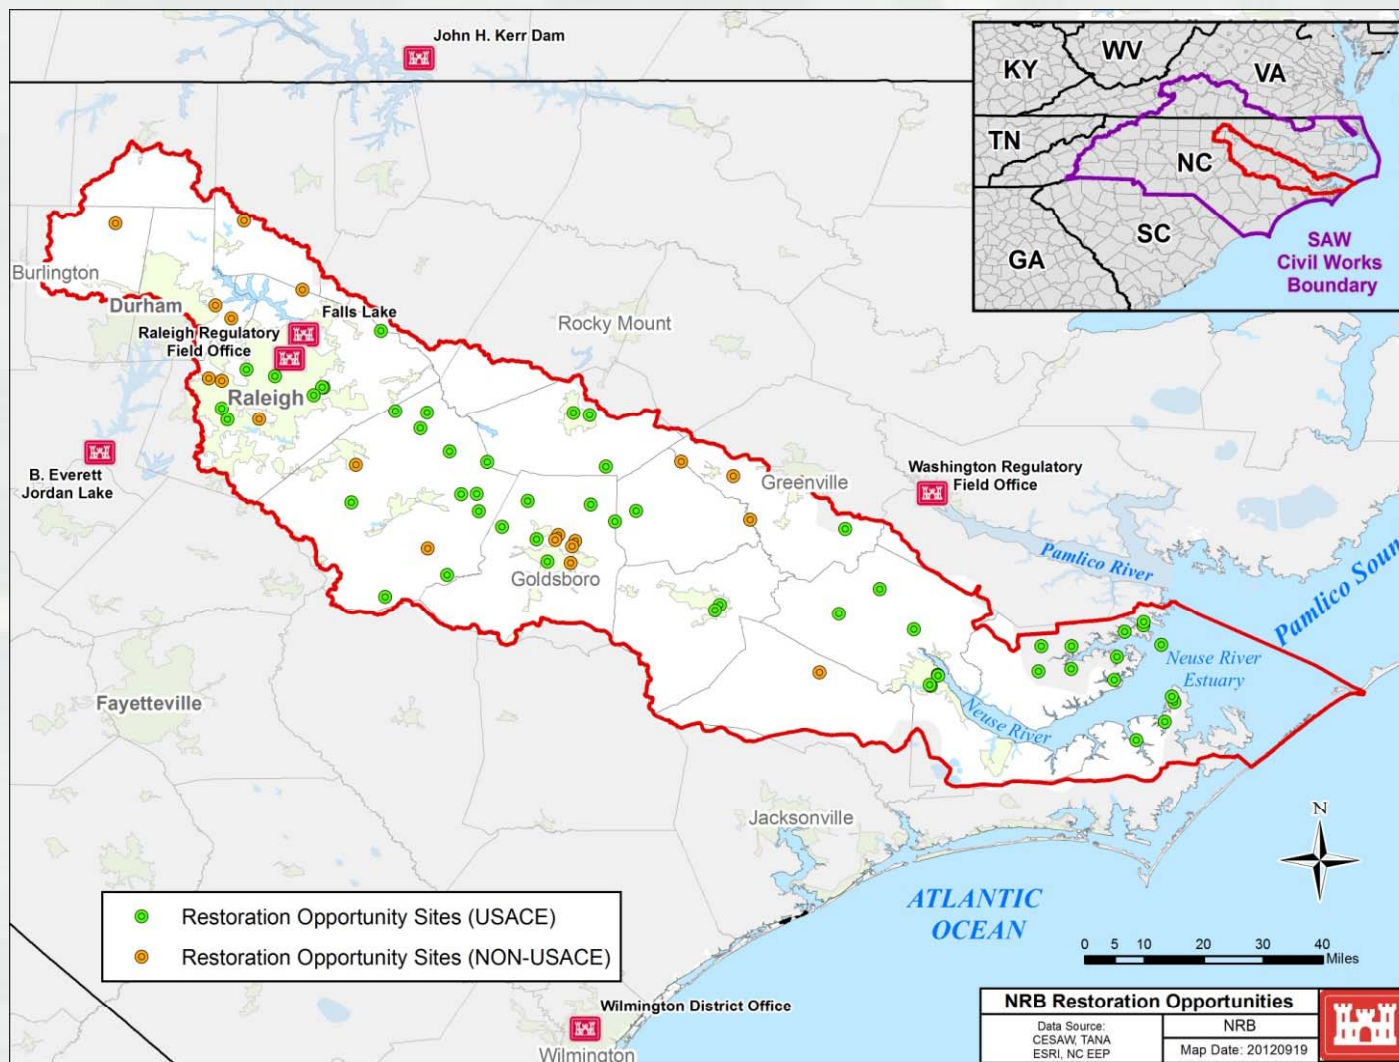 John H. Kerr Dam
KY
WV
VA
TN
NC
SC
GA
SAW
Civil Works
Boundary
Burlington
Durham
Falls Lake
Raleigh Regulatory
Field Office
Rocky Mount
Raleigh
B. Everett
Jordan Lake
Greenville
Washington Regulatory
Field Office
Pamlico River
Pamlico Soun
Goldsboro
Neuse River
Estuary
Fayetteville
Neuse River
Jacksonville
N
ATLANTIC
OCEAN
Restoration Opportunity Sites (USACE)
Restoration Opportunity Sites (NON-USACE)
0 5 10 20 30 40
Miles
Wilmington District Office
Wilmington
NRB Restoration Opportunities
Data Source:
CESAW, TANA
ESRI, NC EEP
NRB
Map Date: 20120919